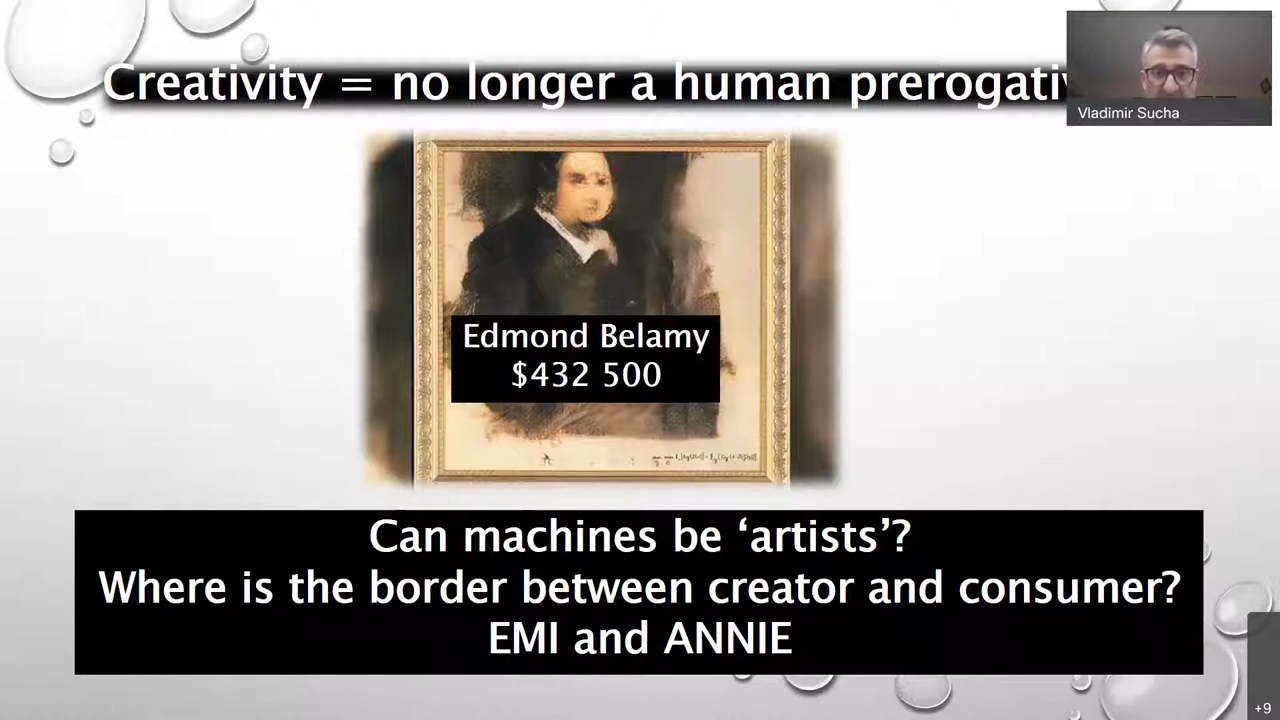 Creativity = no longer a human prerogati
Vladimir Sucha
Edmond Belamy
$432 500
Can machines be ‘artists’?
Where is the border between creator and consumer?
EMI and ANNIE
+9